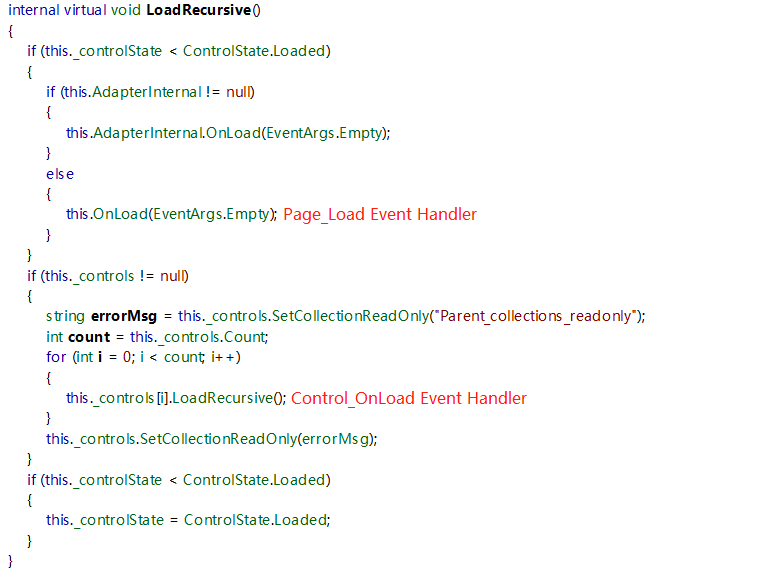 internal virtual void LoadRecursive()
{
if (this._controlState < ControlState.Loaded)
{
if (this.AdapterInternal != null)
{
this.AdapterInternal.OnLoad(EventArgs.Empty);
}
else
{
this.OnLoad(EventArgs.Empty); Page_Load Event Handler
}
}
if (this._controls != null)
{
string errorMsg = this._controls.SetCollectionReadOnly("Parent_collections_readonly");
int count = this._controls.Count;
for (int i = 0; i < count; i++)
{
this._controls[i].LoadRecursive(); Control_OnLoad Event Handler
}
this._controls.SetCollectionReadOnly(errorMsg);
}
if (this._controlState < ControlState.Loaded)
{
this._controlState = ControlState.Loaded;
}
}